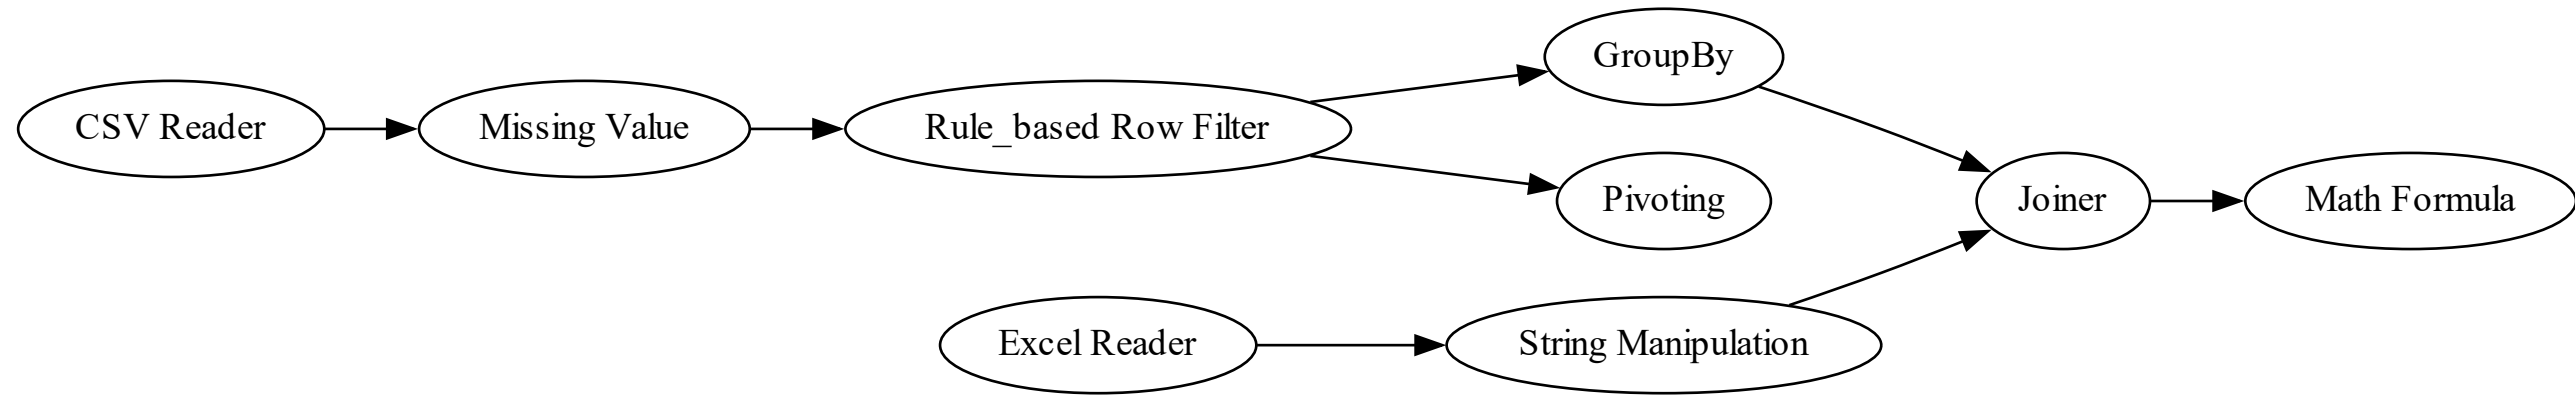 CSV Reader
Missing Value
Rule_based Row Filter
GroupBy
Pivoting
Joiner
Math Formula
Excel Reader
String Manipulation